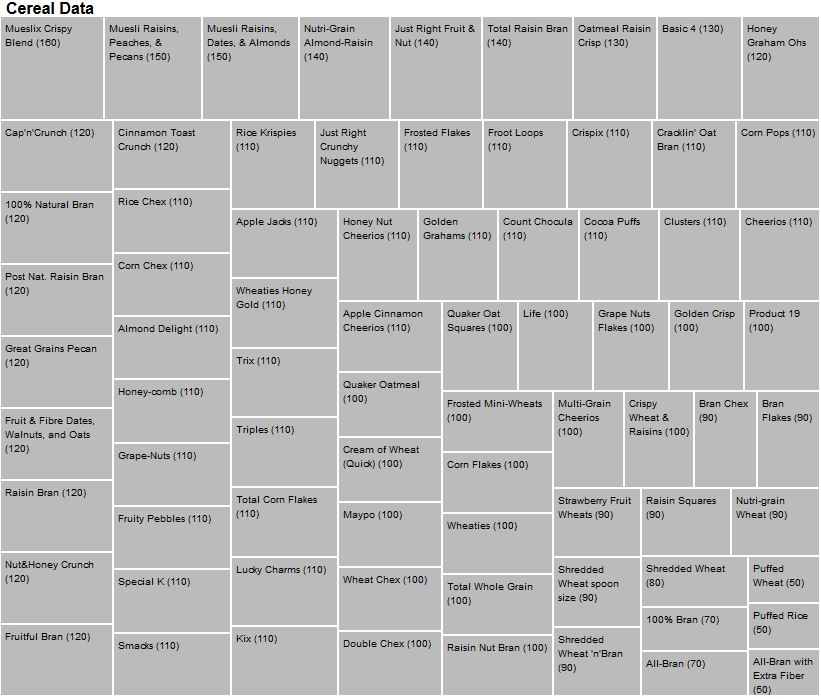 Cereal Data
Mueslix Crispy
Blend (160)
Muesli Raisins,
Peaches, &
Pecans (150)
Muesli Raisins,
Dates, & Almonds
(150)
Nutri-Grain
Almond-Raisin
(140)
Just Right Fruit &
Nut (140)
Total Raisin Bran
(140)
Oatmeal Raisin
Crisp (130)
Basic 4 (130)
Honey
Graham Ohs
(120)
Cap'n'Crunch (120)
100% Natural Bran
(120)
Post Nat. Raisin Bran
(120)
Great Grains Pecan
(120)
Fruit & Fibre Dates,
Walnuts, and Oats
(120)
Raisin Bran (120)
Nut&Honey Crunch
(120)
Fruitful Bran (120)
Cinnamon Toast
Crunch (120)
Rice Chex (110)
Corn Chex (110)
Almond Delight (110)
Honey-comb (110)
Grape-Nuts (110)
Fruity Pebbles (110)
Special K (110)
Smacks (110)
Rice Krispies
(110)
Just Right
Crunchy
Nuggets (110)
Frosted Flakes
(110)
Froot Loops
(110)
Crispix (110)
Cracklin' Oat
Bran (110)
Corn Pops (110)
Apple Jacks (110)
Wheaties Honey
Gold (110)
Trix (110)
Triples (110)
Total Corn Flakes
(110)
Lucky Charms (110)
Kix (110)
Honey Nut
Cheerios (110)
Golden
Grahams (110)
Count Chocula
(110)
Cocoa Puffs
(110)
Clusters (110)
Cheerios (110)
Apple Cinnamon
Cheerios (110)
Quaker Oatmeal
(100)
Cream of Wheat
(Quick) (100)
Maypo (100)
Wheat Chex (100)
Double Chex (100)
Quaker Oat
Squares (100)
Life (100)
Grape Nuts
Flakes (100)
Golden Crisp
(100)
Product 19
(100)
Frosted Mini-Wheats
(100)
Corn Flakes (100)
Wheaties (100)
Total Whole Grain
(100)
Raisin Nut Bran (100)
Multi-Grain
Cheerios
(100)
Crispy
Wheat &
Raisins (100)
Bran Chex
(90)
Bran
Flakes (90)
Strawberry Fruit
Wheats (90)
Shredded
Wheat spoon
size (90)
Shredded
Wheat 'n'Bran
(90)
Raisin Squares
(90)
Nutri-grain
Wheat (90)
Shredded Wheat
(80)
100% Bran (70)
All-Bran (70)
Puffed
Wheat (50)
Puffed Rice
(50)
All-Bran with
Extra Fiber
(50)